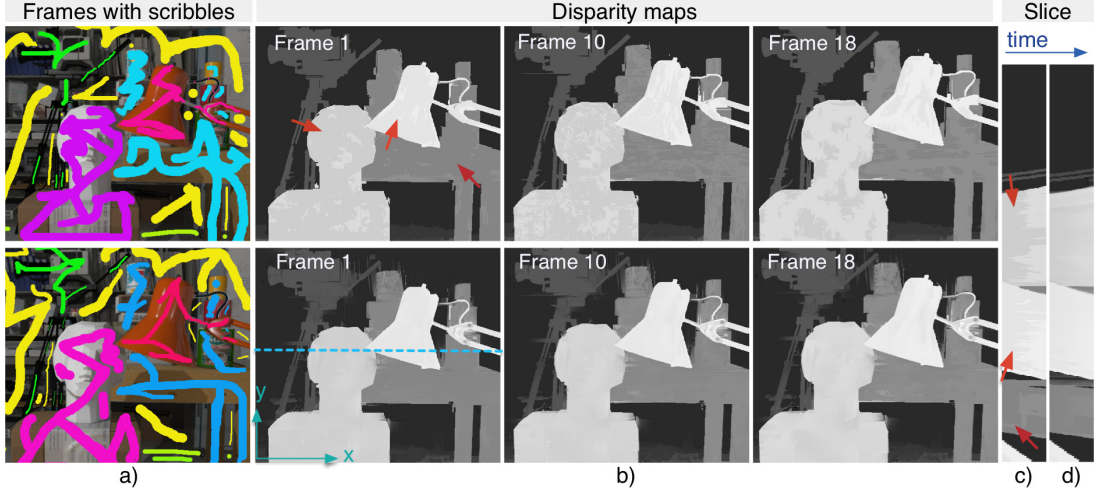 Frames with scribbles
Disparity maps
Slice
Frame 1
Frame 10
Frame 18
time
Frame 1
Frame 10
Frame 18
y
x
a)
b)
c)
d)